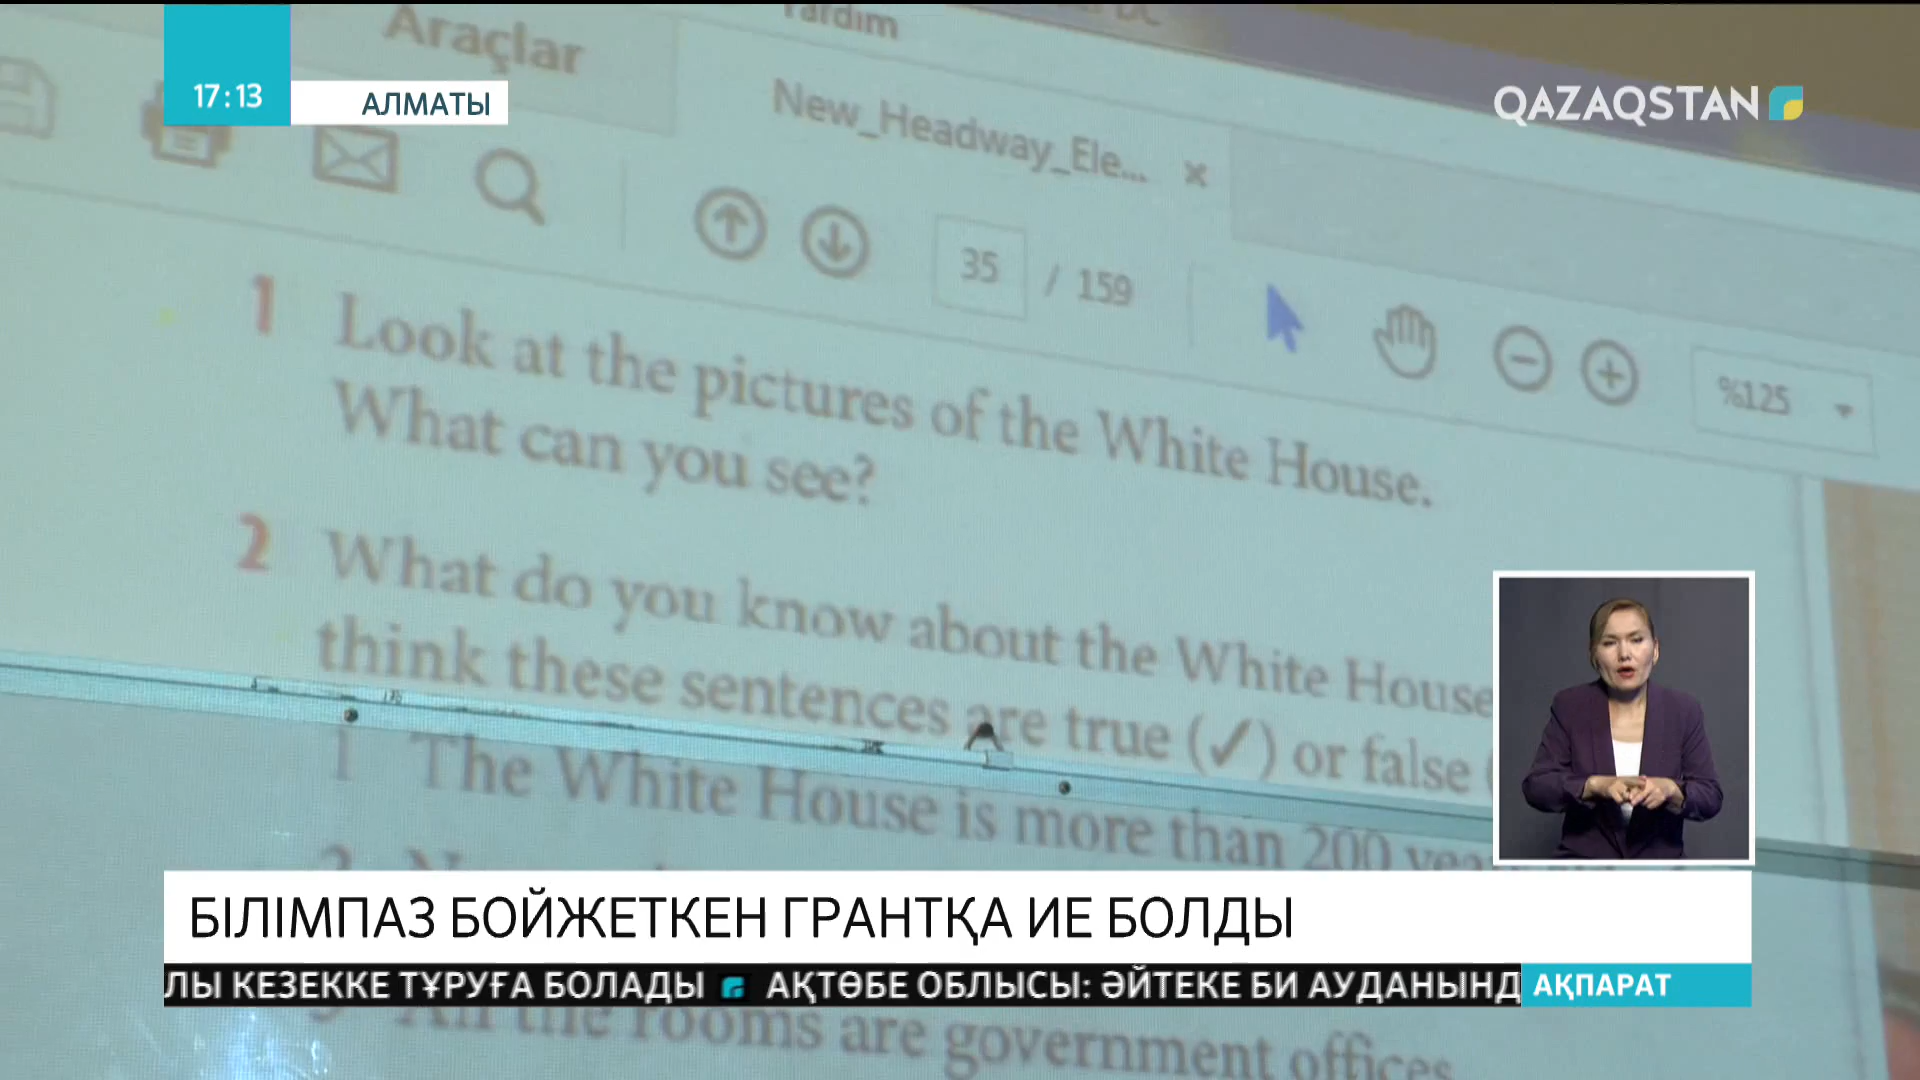 17:13
АЛМАТЫ
QAZAQSTAN
Araçlar
Yardım
New_Headway_Ele...
35 / 159
%125
1 Look at the pictures of the White House.
What can you see?
2 What do you know about the White House
think these sentences are true (✓) or false (
1 The White House is more than 200
All the rooms are government offices.
БІЛІМПАЗ БОЙЖЕТКЕН ГРАНТҚА ИЕ БОЛДЫ
ЛЫ КЕЗЕККЕ ТҰРУҒА БОЛАДЫ АҚТӨБЕ ОБЛЫСЫ: ӘЙТЕКЕ БИ АУДАНЫНД
АҚПАРАТ